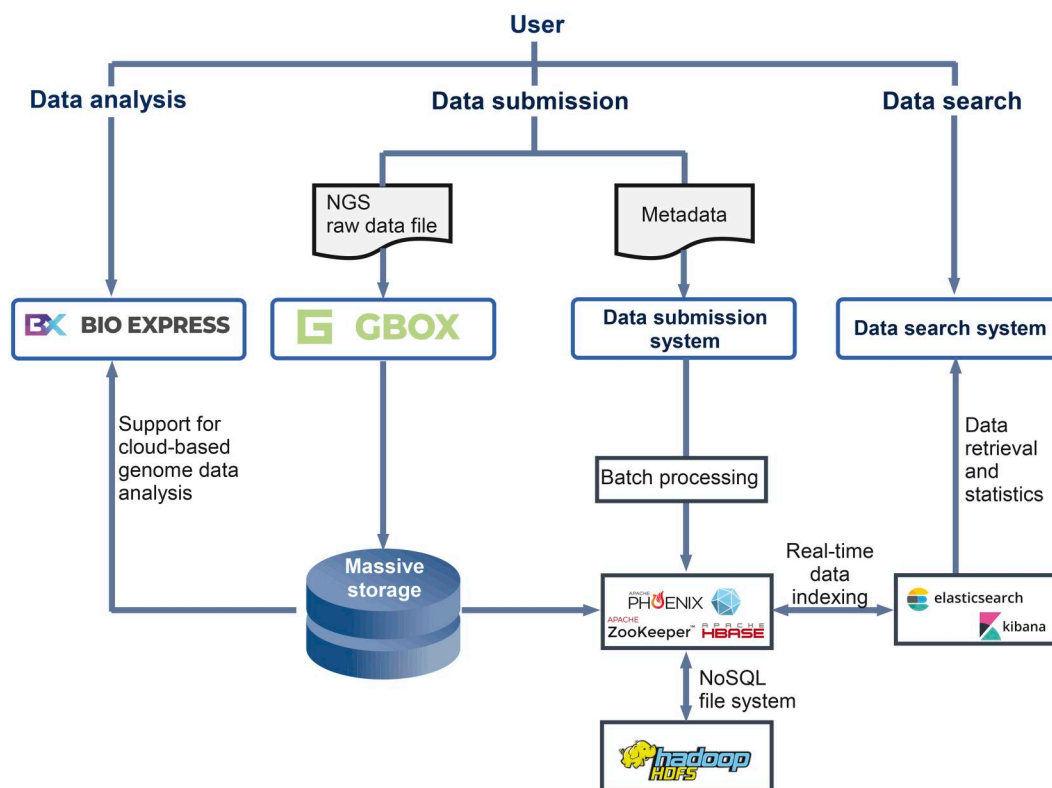 User
Data analysis
Data submission
Data search
NGS
raw data file
Metadata
BX BIO EXPRESS
G GBOX
Data submission
system
Data search system
Support for
cloud-based
genome data
analysis
Data
retrieval
and
statistics
Batch processing
Massive
storage
Real-time
data
indexing
APACHE
PHOENIX
APACHE
ZooKeeper™
APACHE
HBASE
elasticsearch
kibana
NoSQL
file system
hadoop
HDFS